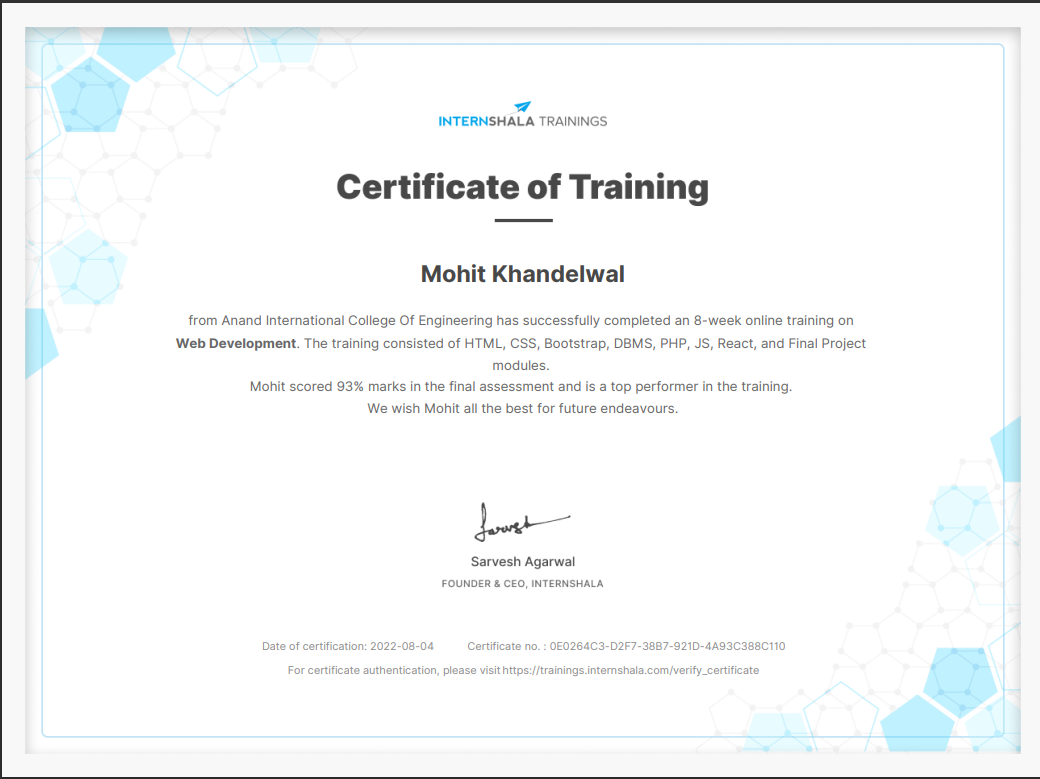 INTERNSHALA TRAININGS
Certificate of Training
Mohit Khandelwal
from Anand International College Of Engineering has successfully completed an 8-week online training on
Web Development. The training consisted of HTML, CSS, Bootstrap, DBMS, PHP, JS, React, and Final Project
modules.
Mohit scored 93% marks in the final assessment and is a top performer in the training.
We wish Mohit all the best for future endeavours.
Sarvesh
Sarvesh Agarwal
FOUNDER & CEO, INTERNSHALA
Date of certification: 2022-08-04 Certificate no. : 0E0264C3-D2F7-38B7-921D-4A93C388C110
For certificate authentication, please visit https://trainings.internshala.com/verify_certificate